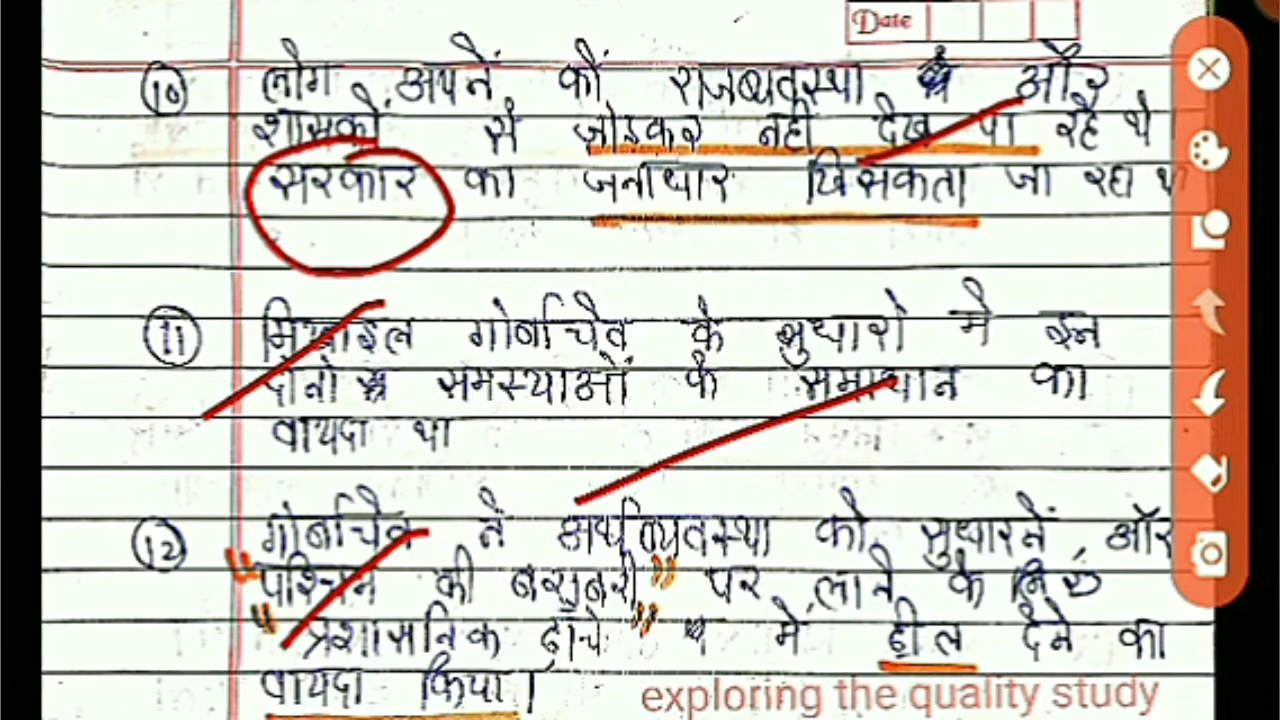 Date
10 लोग अपनें कों राजव्यवस्था और
शासकों से जोडकर नही देख पा रहे थे
सरकार का जनाधार खिसकता जा रहा
11 मिखाइल गोर्बाचेव के सुधारो मे इन
दोनो समस्याओं के समाधान का
वायदा था
12 गोर्बाचेव ने अर्थव्यवस्था को सुधारनें, और
"पश्चिम की बराबरी" पर लाने के लिए
"प्रशासनिक ढ़ांचे" में ढील देने का
वायदा किया।
exploring the quality study